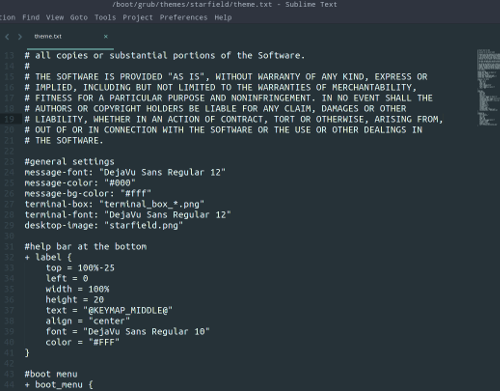 /boot/grub/themes/starfield/theme.txt - Sublime Text
tion Find View Goto Tools Project Preferences Help
theme.txt ×
13 # all copies or substantial portions of the Software.
14 #
15 # THE SOFTWARE IS PROVIDED "AS IS", WITHOUT WARRANTY OF ANY KIND, EXPRESS OR
16 # IMPLIED, INCLUDING BUT NOT LIMITED TO THE WARRANTIES OF MERCHANTABILITY,
17 # FITNESS FOR A PARTICULAR PURPOSE AND NONINFRINGEMENT. IN NO EVENT SHALL THE
18 # AUTHORS OR COPYRIGHT HOLDERS BE LIABLE FOR ANY CLAIM, DAMAGES OR OTHER
19 # LIABILITY, WHETHER IN AN ACTION OF CONTRACT, TORT OR OTHERWISE, ARISING FROM,
20 # OUT OF OR IN CONNECTION WITH THE SOFTWARE OR THE USE OR OTHER DEALINGS IN
21 # THE SOFTWARE.
22
23 #general settings
24 message-font: "DejaVu Sans Regular 12"
25 message-color: "#000"
26 message-bg-color: "#fff"
27 terminal-box: "terminal_box_*.png"
28 terminal-font: "DejaVu Sans Regular 12"
29 desktop-image: "starfield.png"
30
31 #help bar at the bottom
32 + label {
33 top = 100%-25
34 left = 0
35 width = 100%
36 height = 20
37 text = "@KEYMAP_MIDDLE@"
38 align = "center"
39 font = "DejaVu Sans Regular 10"
40 color = "#FFF"
41 }
42
43 #boot menu
44 + boot_menu {